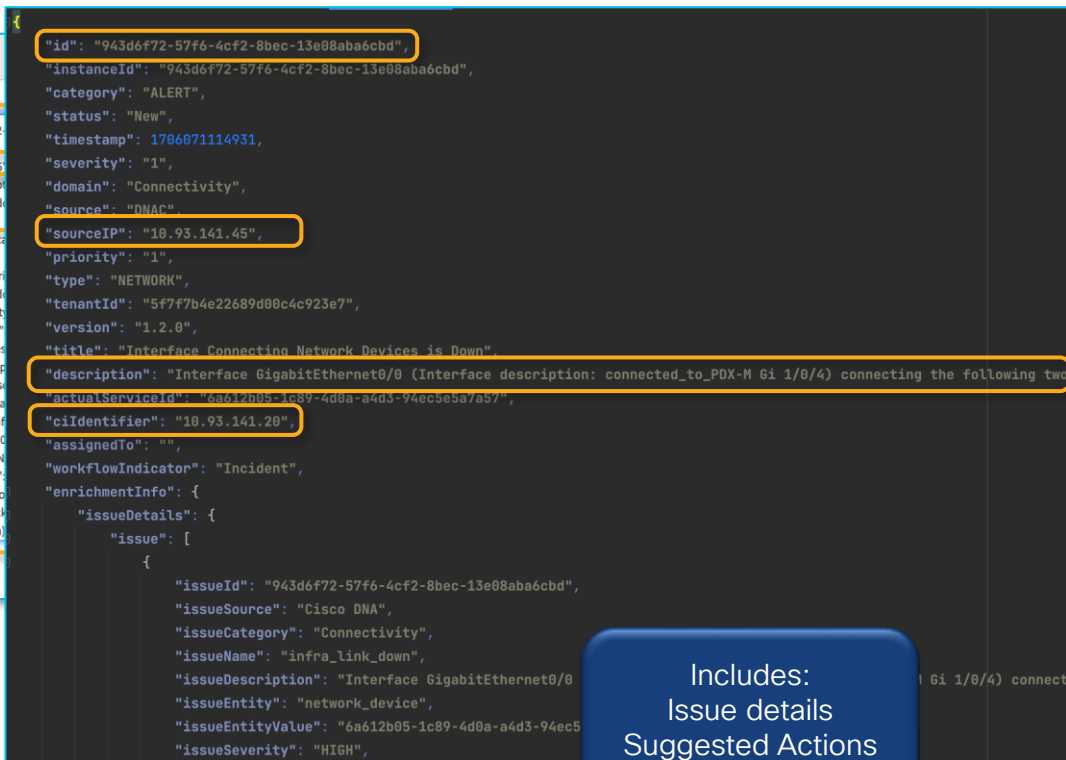 {
"id": "943d6f72-57f6-4cf2-8bec-13e08aba6cbd",
"instanceId": "943d6f72-57f6-4cf2-8bec-13e08aba6cbd",
"category": "ALERT",
"status": "New",
"timestamp": 1706071114931,
"severity": "1",
"domain": "Connectivity",
"source": "DNAC",
"sourceIP": "10.93.141.45",
"priority": "1",
"type": "NETWORK",
"tenantId": "5f7f7b4e22689d00c4c923e7",
"version": "1.2.0",
"title": "Interface Connecting Network Devices is Down",
"description": "Interface GigabitEthernet0/0 (Interface description: connected_to_PDX-M Gi 1/0/4) connecting the following two
"actualServiceId": "6a612b05-1c89-4d0a-a4d3-94ec5e5a7a57",
"ciIdentifier": "10.93.141.20",
"assignedTo": "",
"workflowIndicator": "Incident",
"enrichmentInfo": {
"issueDetails": {
"issue": [
{
"issueId": "943d6f72-57f6-4cf2-8bec-13e08aba6cbd",
"issueSource": "Cisco DNA",
"issueCategory": "Connectivity",
"issueName": "infra_link_down",
"issueDescription": "Interface GigabitEthernet0/0 Gi 1/0/4) connect
"issueEntity": "network_device",
"issueEntityValue": "6a612b05-1c89-4d0a-a4d3-94ec5
"issueSeverity": "HIGH",
Includes:
Issue details
Suggested Actions